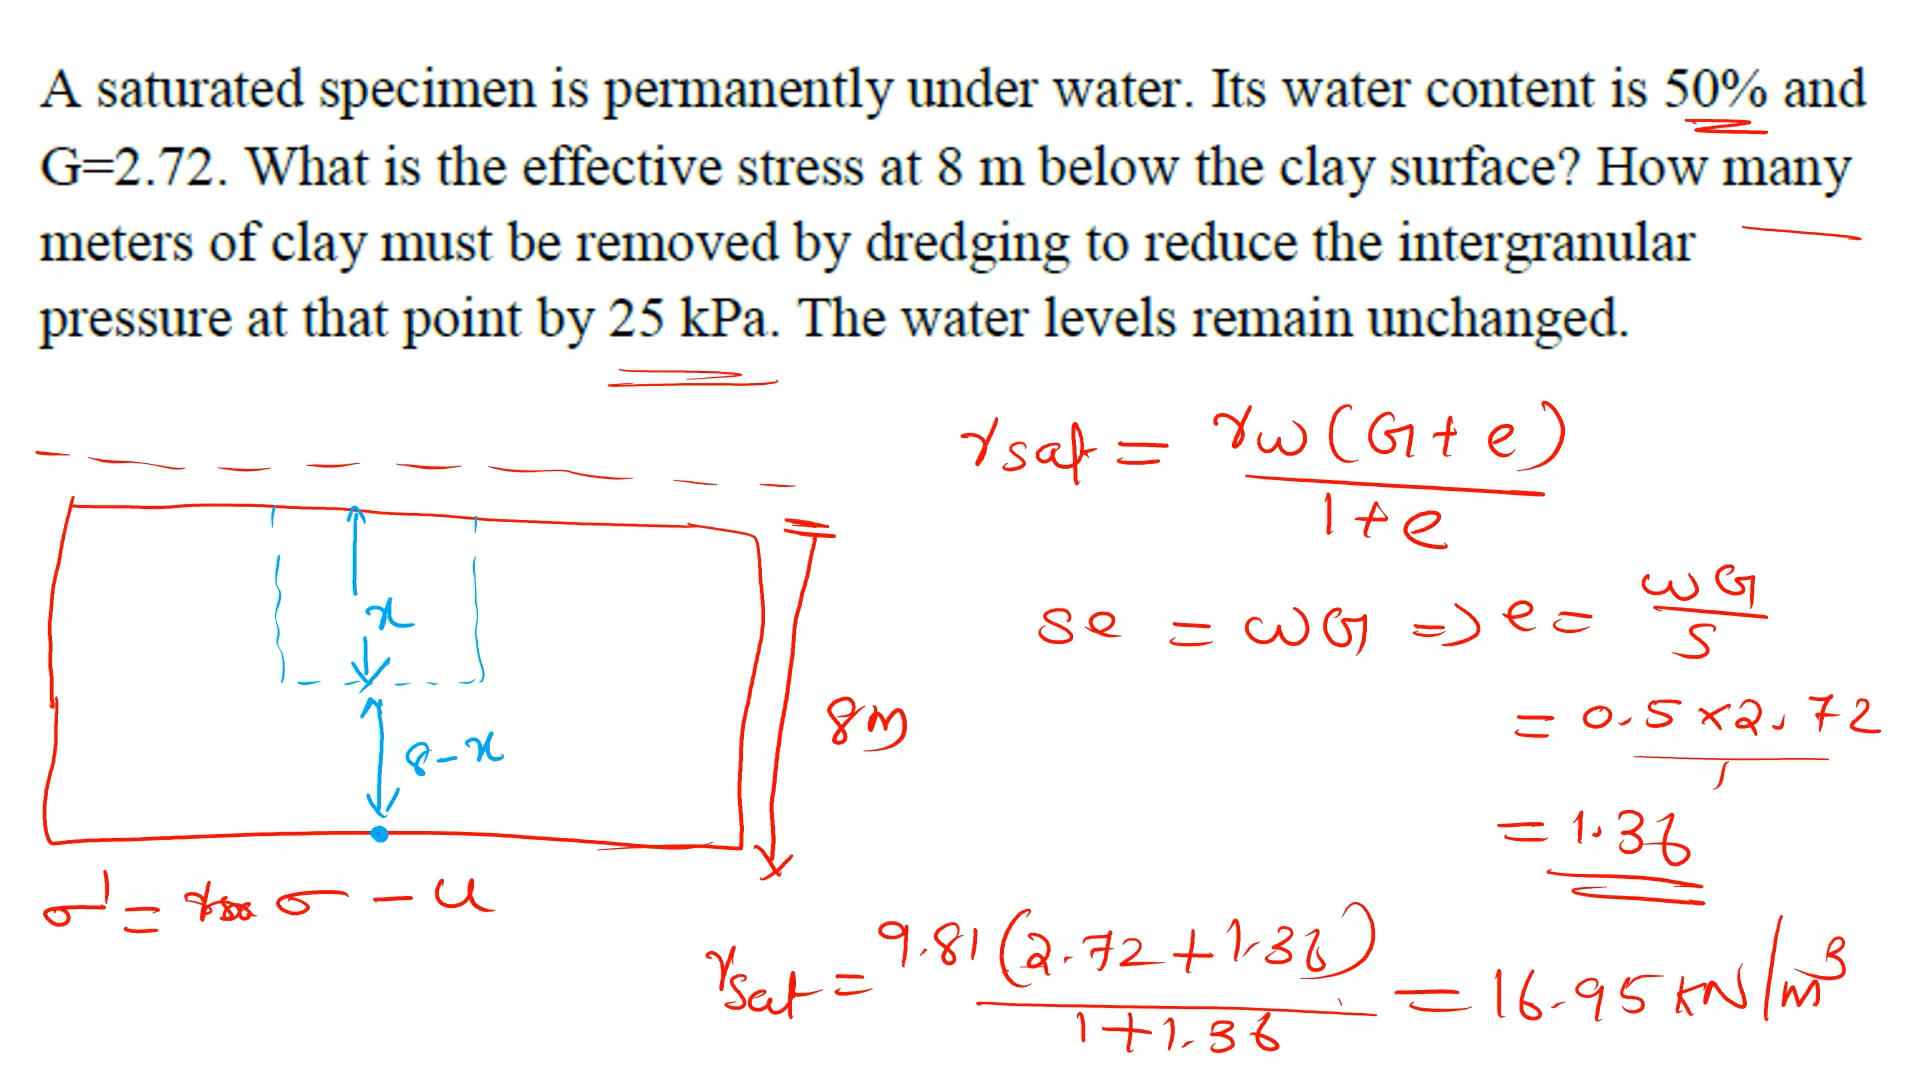 A saturated specimen is permanently under water. Its water content is 50% and
G=2.72. What is the effective stress at 8 m below the clay surface? How many
meters of clay must be removed by dredging to reduce the intergranular
pressure at that point by 25 kPa. The water levels remain unchanged.
γsat = γw (G + e) / 1 + e
se = wG => e = wG / S
= 0.5 × 2.72 / 1
= 1.36
x
8 - x
8m
σ' = σ - u
γsat = 9.81 (2.72 + 1.36) / 1 + 1.36 = 16.95 KN/m³